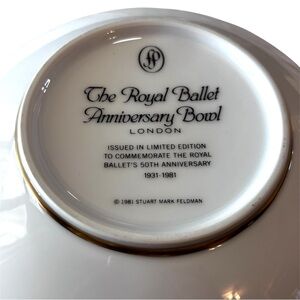 The Royal Ballet
Anniversary Bowl
LONDON
ISSUED IN LIMITED EDITION
TO COMMEMORATE THE ROYAL
BALLET'S 50TH ANNIVERSARY
1931-1981
© 1981 STUART MARK FELDMAN